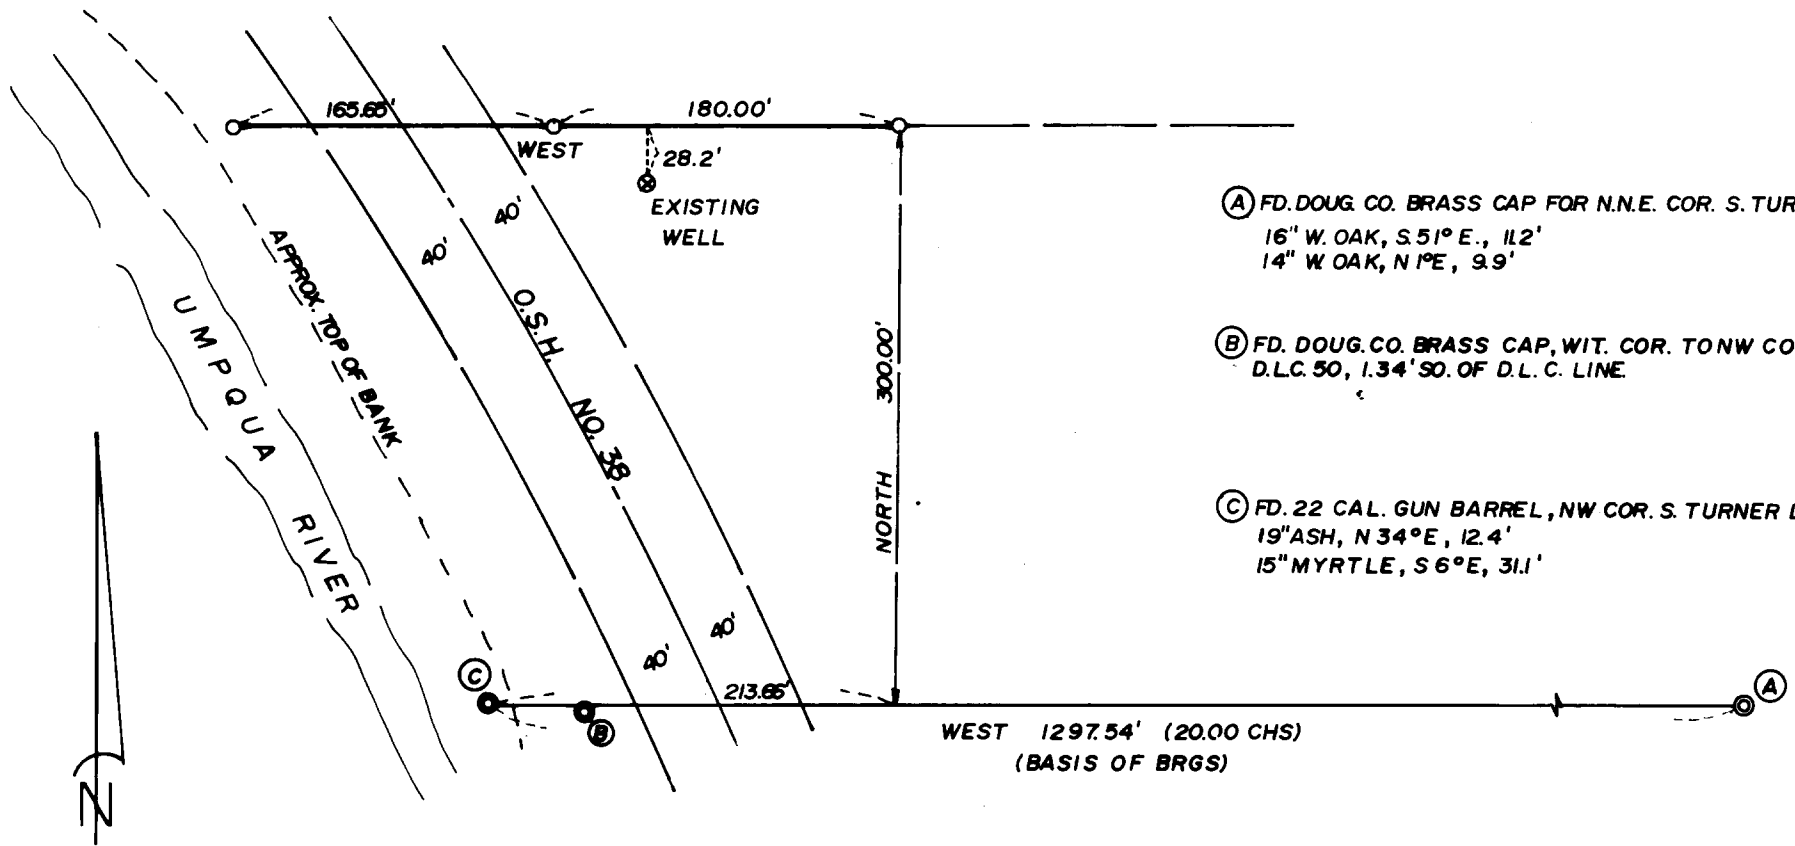 165.65' 180.00'
WEST
28.2'
EXISTING
WELL
40'
40'
APPROX. TOP OF BANK
O.S.H. NO. 38
UMPQUA RIVER
NORTH 300.00'
Ⓐ FD. DOUG. CO. BRASS CAP FOR N.N.E. COR. S. TUR
16" W. OAK, S. 51° E., 11.2'
14" W. OAK, N 1° E, 9.9'
Ⓑ FD. DOUG. CO. BRASS CAP, WIT. COR. TO NW CO
D.L.C. 50, 1.34' SO. OF D.L.C. LINE.
Ⓒ FD. 22 CAL. GUN BARREL, NW COR. S. TURNER
19" ASH, N 34° E, 12.4'
15" MYRTLE, S 6° E, 31.1'
40'
40'
Ⓒ
213.65'
Ⓐ
Ⓑ
WEST 1297.54' (20.00 CHS)
(BASIS OF BRGS)
N